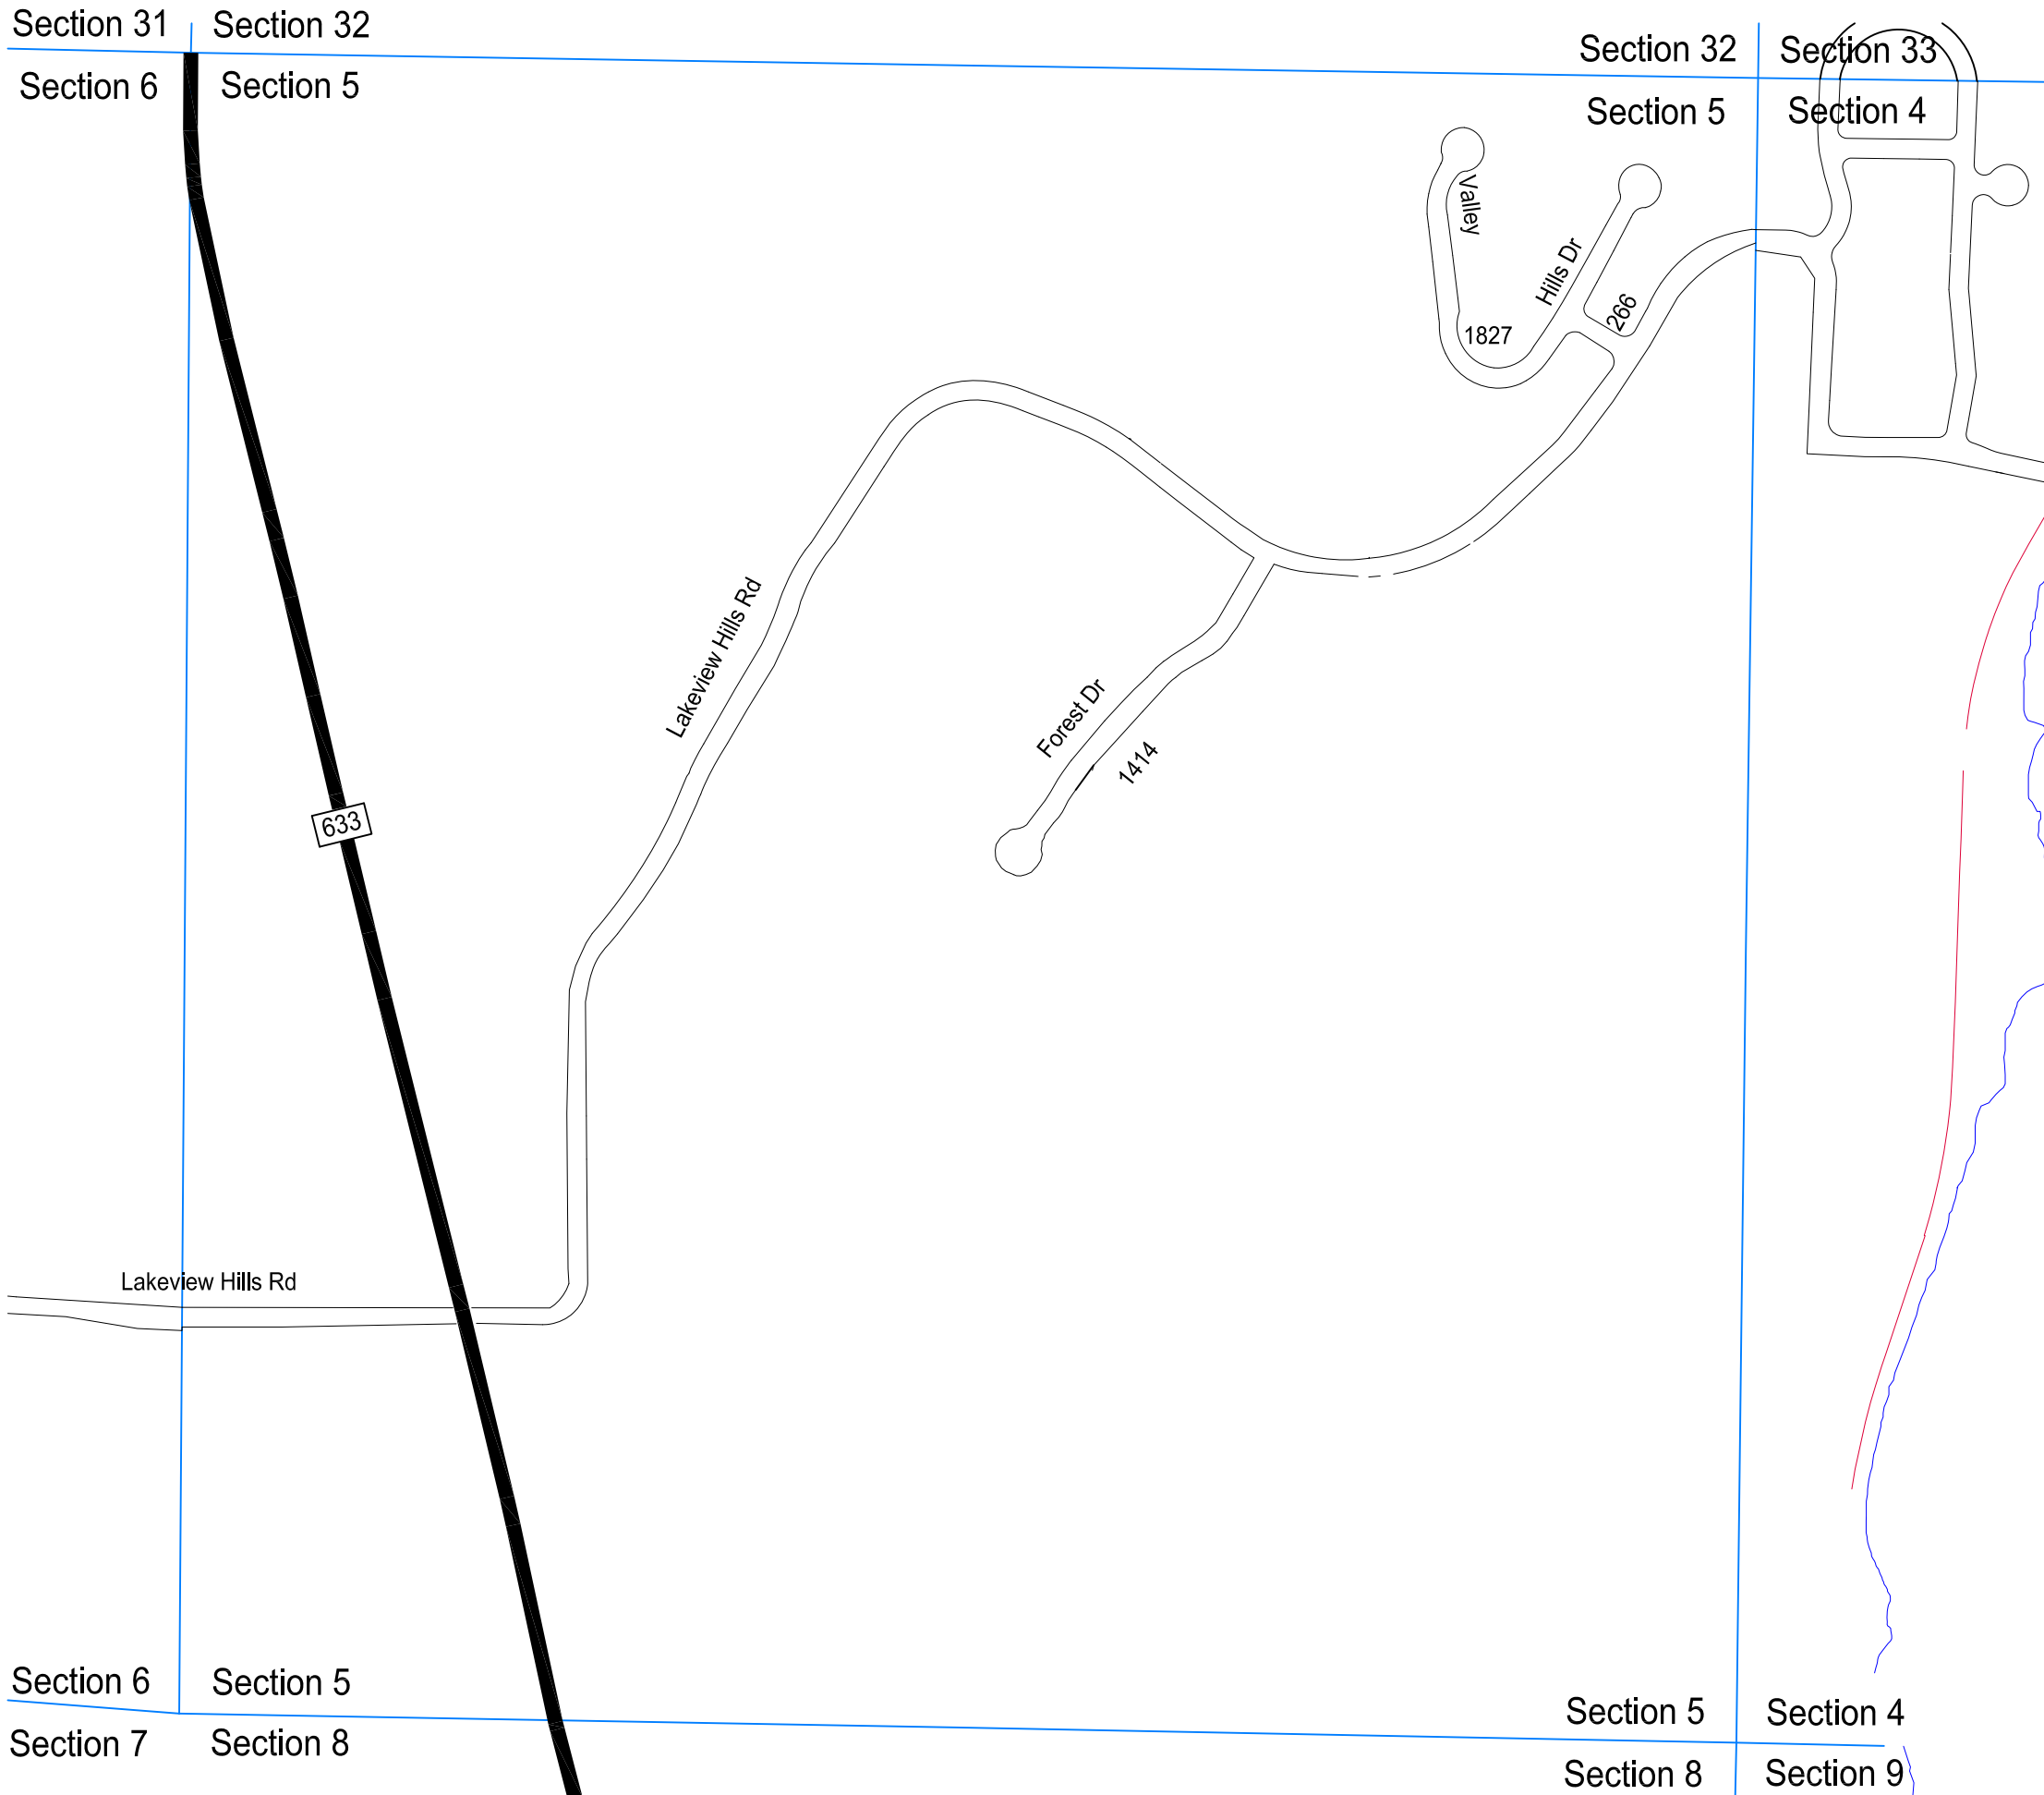 Section 31
Section 32
Section 32
Section 33
Section 6
Section 5
Section 5
Section 4
Valley
Hills Dr
266
1827
Lakeview Hills Rd
Forest Dr
1414
633
Lakeview Hills Rd
Section 6
Section 5
Section 5
Section 4
Section 7
Section 8
Section 8
Section 9